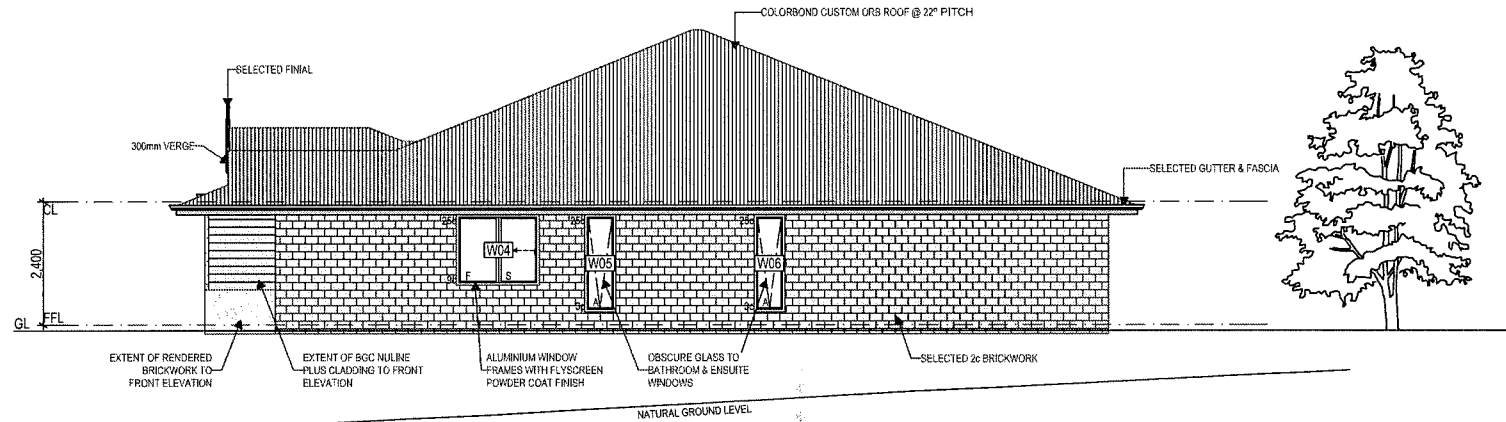 COLORBOND CUSTOM ORB ROOF @ 22° PITCH
SELECTED FINIAL
300mm VERGE
SELECTED GUTTER & FASCIA
CL
2,400
FFL
GL
25c
W04
F S
25c
W05
A
25c
W06
A
EXTENT OF RENDERED
BRICKWORK TO
FRONT ELEVATION
EXTENT OF BGC NULINE
PLUS CLADDING TO FRONT
ELEVATION
ALUMINIUM WINDOW
FRAMES WITH FLYSCREEN
POWDER COAT FINISH
OBSCURE GLASS TO
BATHROOM & ENSUITE
WINDOWS
SELECTED 2c BRICKWORK
NATURAL GROUND LEVEL